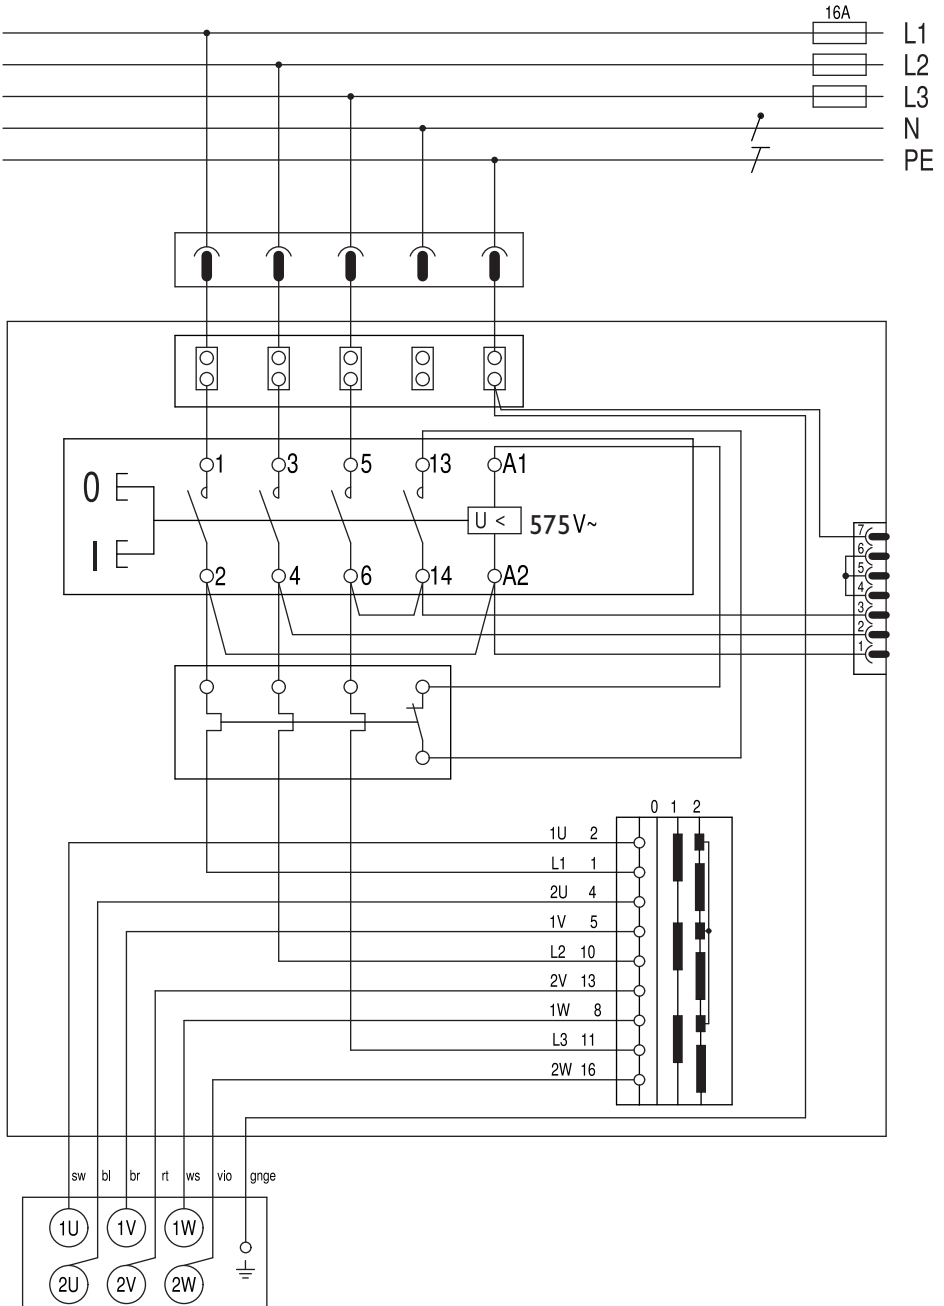 16A
L1
L2
L3
N
PE
1 3 5 13 A1
0
U < 575V~
I
2 4 6 14 A2
7
6
5
4
3
2
1
0 1 2
1U 2
L1 1
2U 4
1V 5
L2 10
2V 13
1W 8
L3 11
2W 16
sw bl br rt ws vio gnge
1U 1V 1W
2U 2V 2W